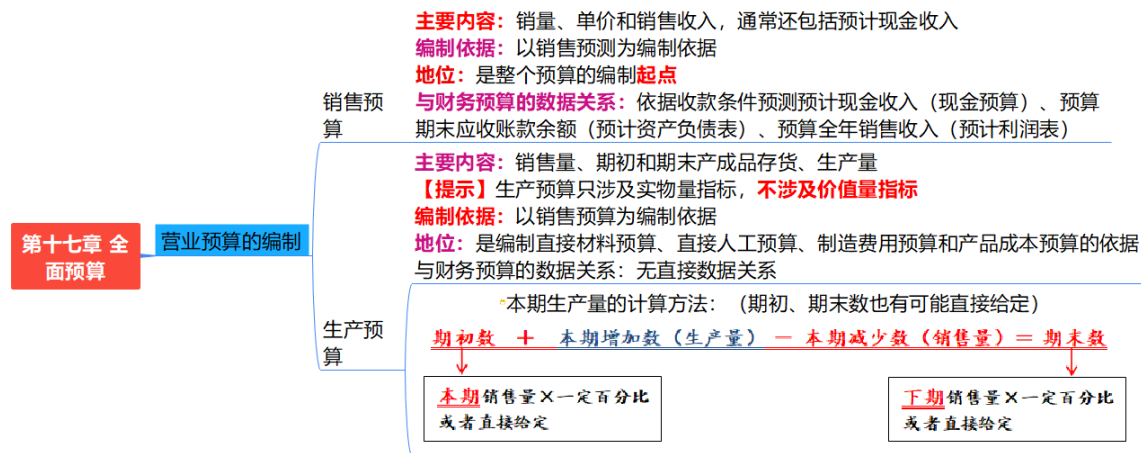 第十七章 全
面预算
营业预算的编制
销售预
算
主要内容：销量、单价和销售收入，通常还包括预计现金收入
编制依据：以销售预测为编制依据
地位：是整个预算的编制起点
与财务预算的数据关系：依据收款条件预测预计现金收入（现金预算）、预算
期末应收账款余额（预计资产负债表）、预算全年销售收入（预计利润表）
生产预
算
主要内容：销售量、期初和期末产成品存货、生产量
【提示】生产预算只涉及实物量指标，不涉及价值量指标
编制依据：以销售预算为编制依据
地位：是编制直接材料预算、直接人工预算、制造费用预算和产品成本预算的依据
与财务预算的数据关系：无直接数据关系
本期生产量的计算方法：（期初、期末数也有可能直接给定）
期初数 + 本期增加数（生产量）－ 本期减少数（销售量）＝ 期末数
本期销售量×一定百分比
或者直接给定
下期销售量×一定百分比
或者直接给定